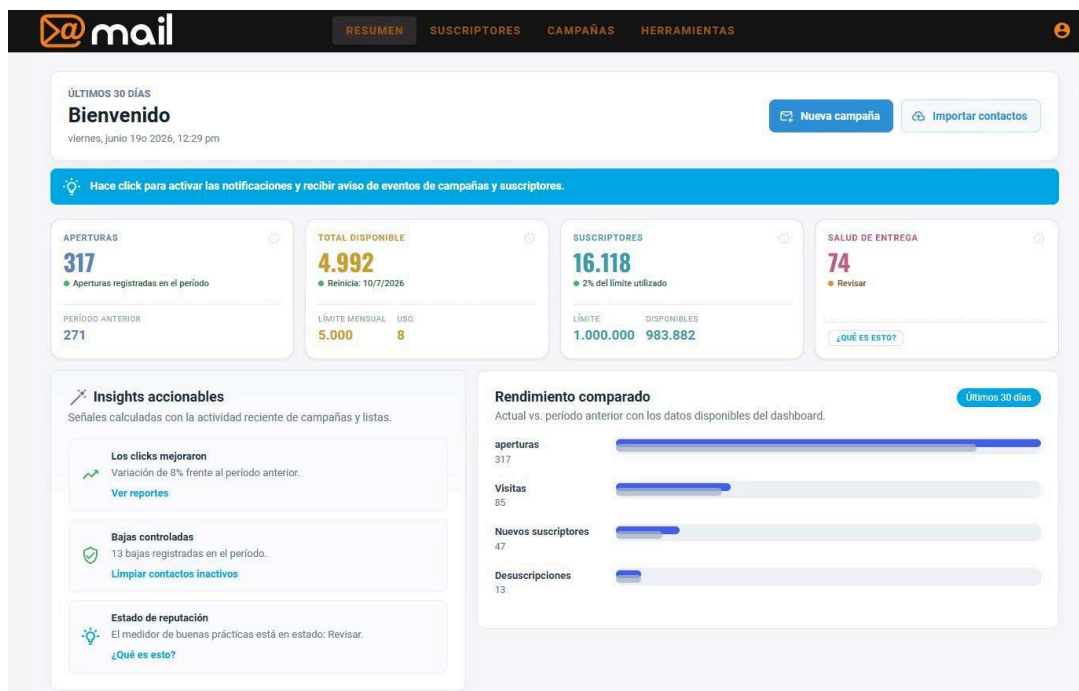 @mail
RESUMEN SUSCRIPTORES CAMPAÑAS HERRAMIENTAS
ÚLTIMOS 30 DÍAS
Bienvenido
viernes, junio 19o 2026, 12:29 pm
Nueva campaña
Importar contactos
Hace click para activar las notificaciones y recibir aviso de eventos de campañas y suscriptores.
APERTURAS
317
Aperturas registradas en el período
PERÍODO ANTERIOR
271
TOTAL DISPONIBLE
4.992
Reinicia: 10/7/2026
LÍMITE MENSUAL USO
5.000 8
SUSCRIPTORES
16.118
2% del límite utilizado
LÍMITE DISPONIBLES
1.000.000 983.882
SALUD DE ENTREGA
74
Revisar
¿QUÉ ES ESTO?
Insights accionables
Señales calculadas con la actividad reciente de campañas y listas.
Los clicks mejoraron
Variación de 8% frente al período anterior.
Ver reportes
Bajas controladas
13 bajas registradas en el período.
Limpiar contactos inactivos
Estado de reputación
El medidor de buenas prácticas está en estado: Revisar.
¿Qué es esto?
Rendimiento comparado
Últimos 30 días
Actual vs. período anterior con los datos disponibles del dashboard.
aperturas
317
Visitas
85
Nuevos suscriptores
47
Desuscripciones
13